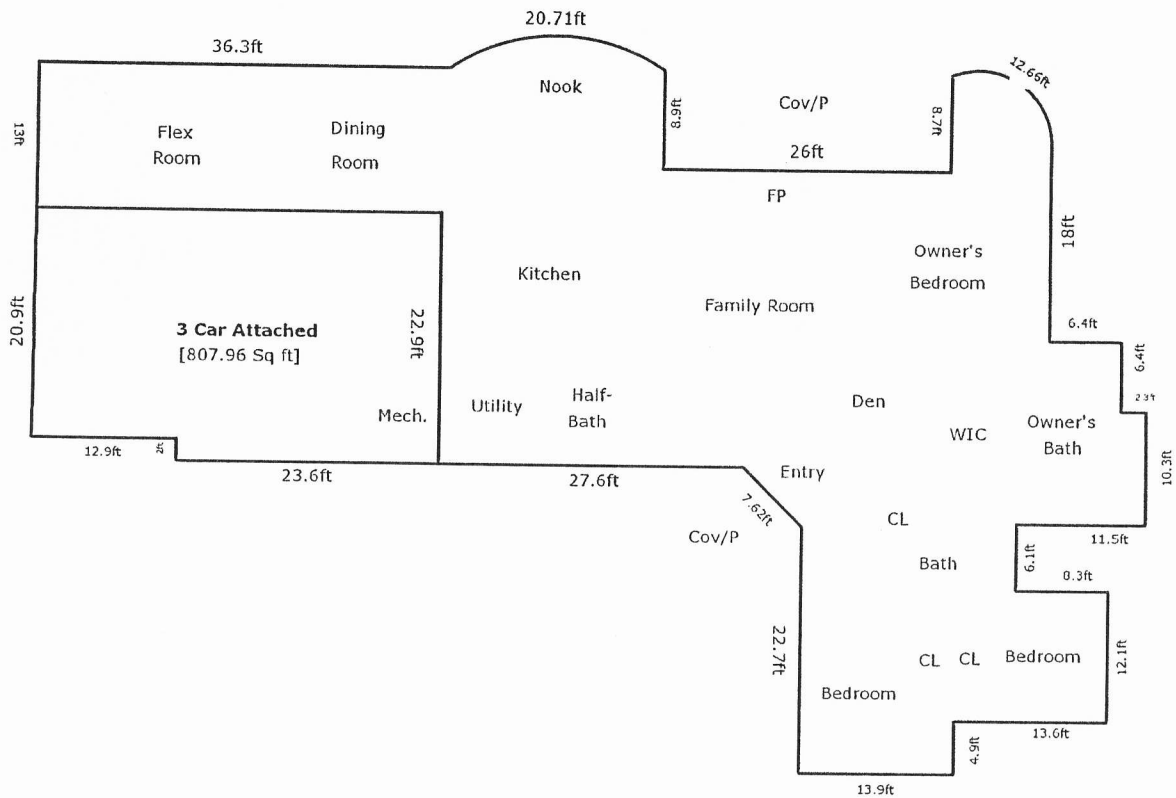 20.71ft
36.3ft
12.66ft
Nook
Cov/P
8.9ft
8.7ft
13ft
Flex
Room
Dining
Room
26ft
FP
18ft
Owner's
Bedroom
Kitchen
Family Room
20.9ft
3 Car Attached
[807.96 Sq ft]
22.9ft
6.4ft
6.4ft
2.3ft
Mech.
Utility
Half-
Bath
Den
WIC
Owner's
Bath
10.3ft
12.9ft
2ft
23.6ft
27.6ft
Entry
7.62ft
CL
Cov/P
11.5ft
6.1ft
Bath
8.3ft
22.7ft
CL
CL
Bedroom
12.1ft
Bedroom
4.9ft
13.6ft
13.9ft